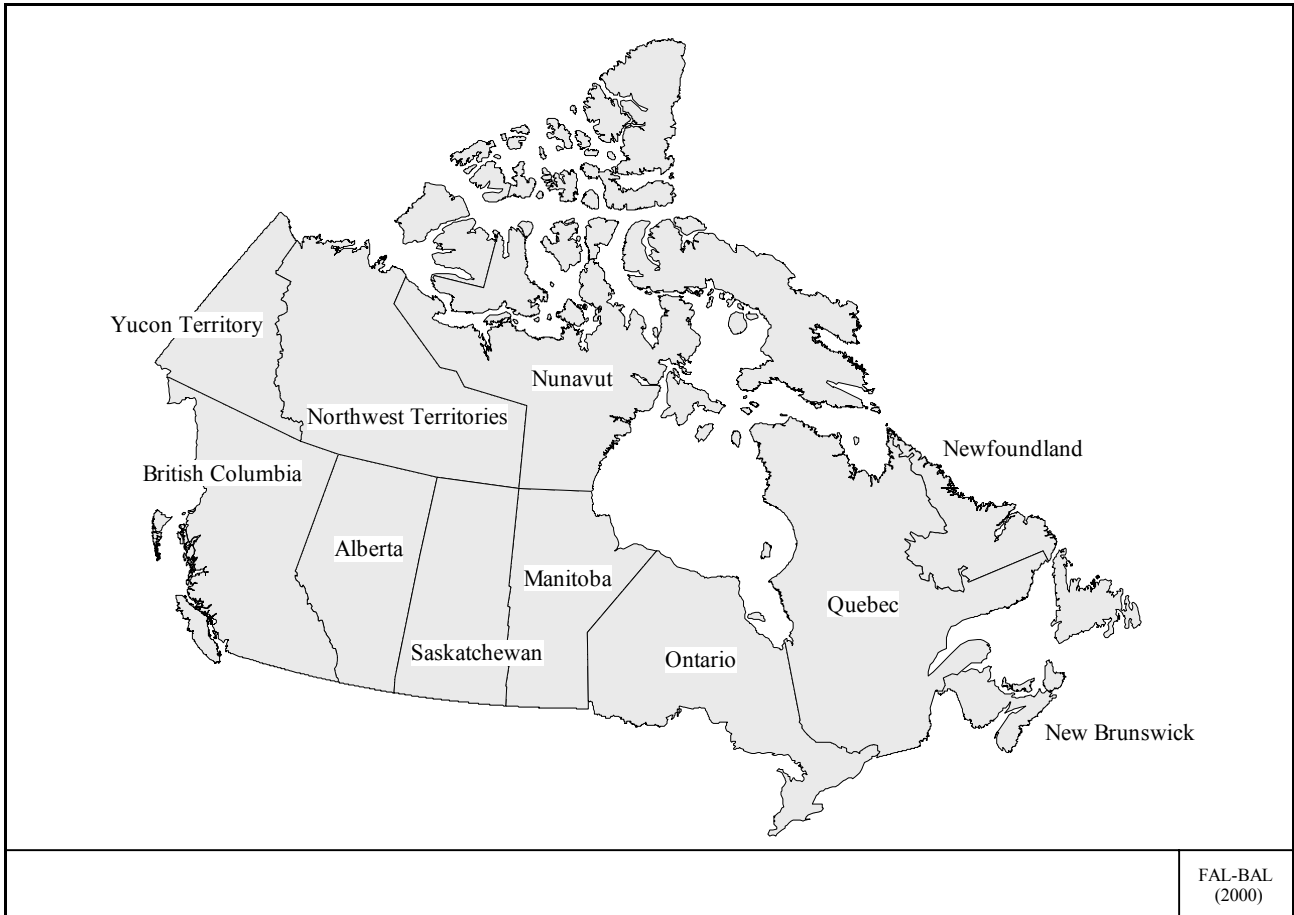 Yucon Territory
Nunavut
Northwest Territories
Newfoundland
British Columbia
Alberta
Manitoba
Quebec
Saskatchewan
Ontario
New Brunswick
FAL-BAL
(2000)